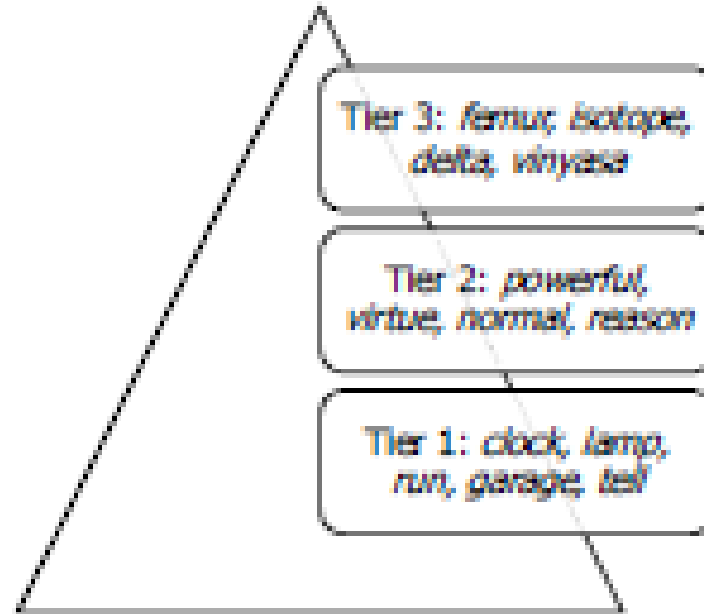 Tier 3: femur, isotope,
delta, vinyasa
Tier 2: powerful,
virtue, normal, reason
Tier 1: clock, lamp,
run, garage, tell